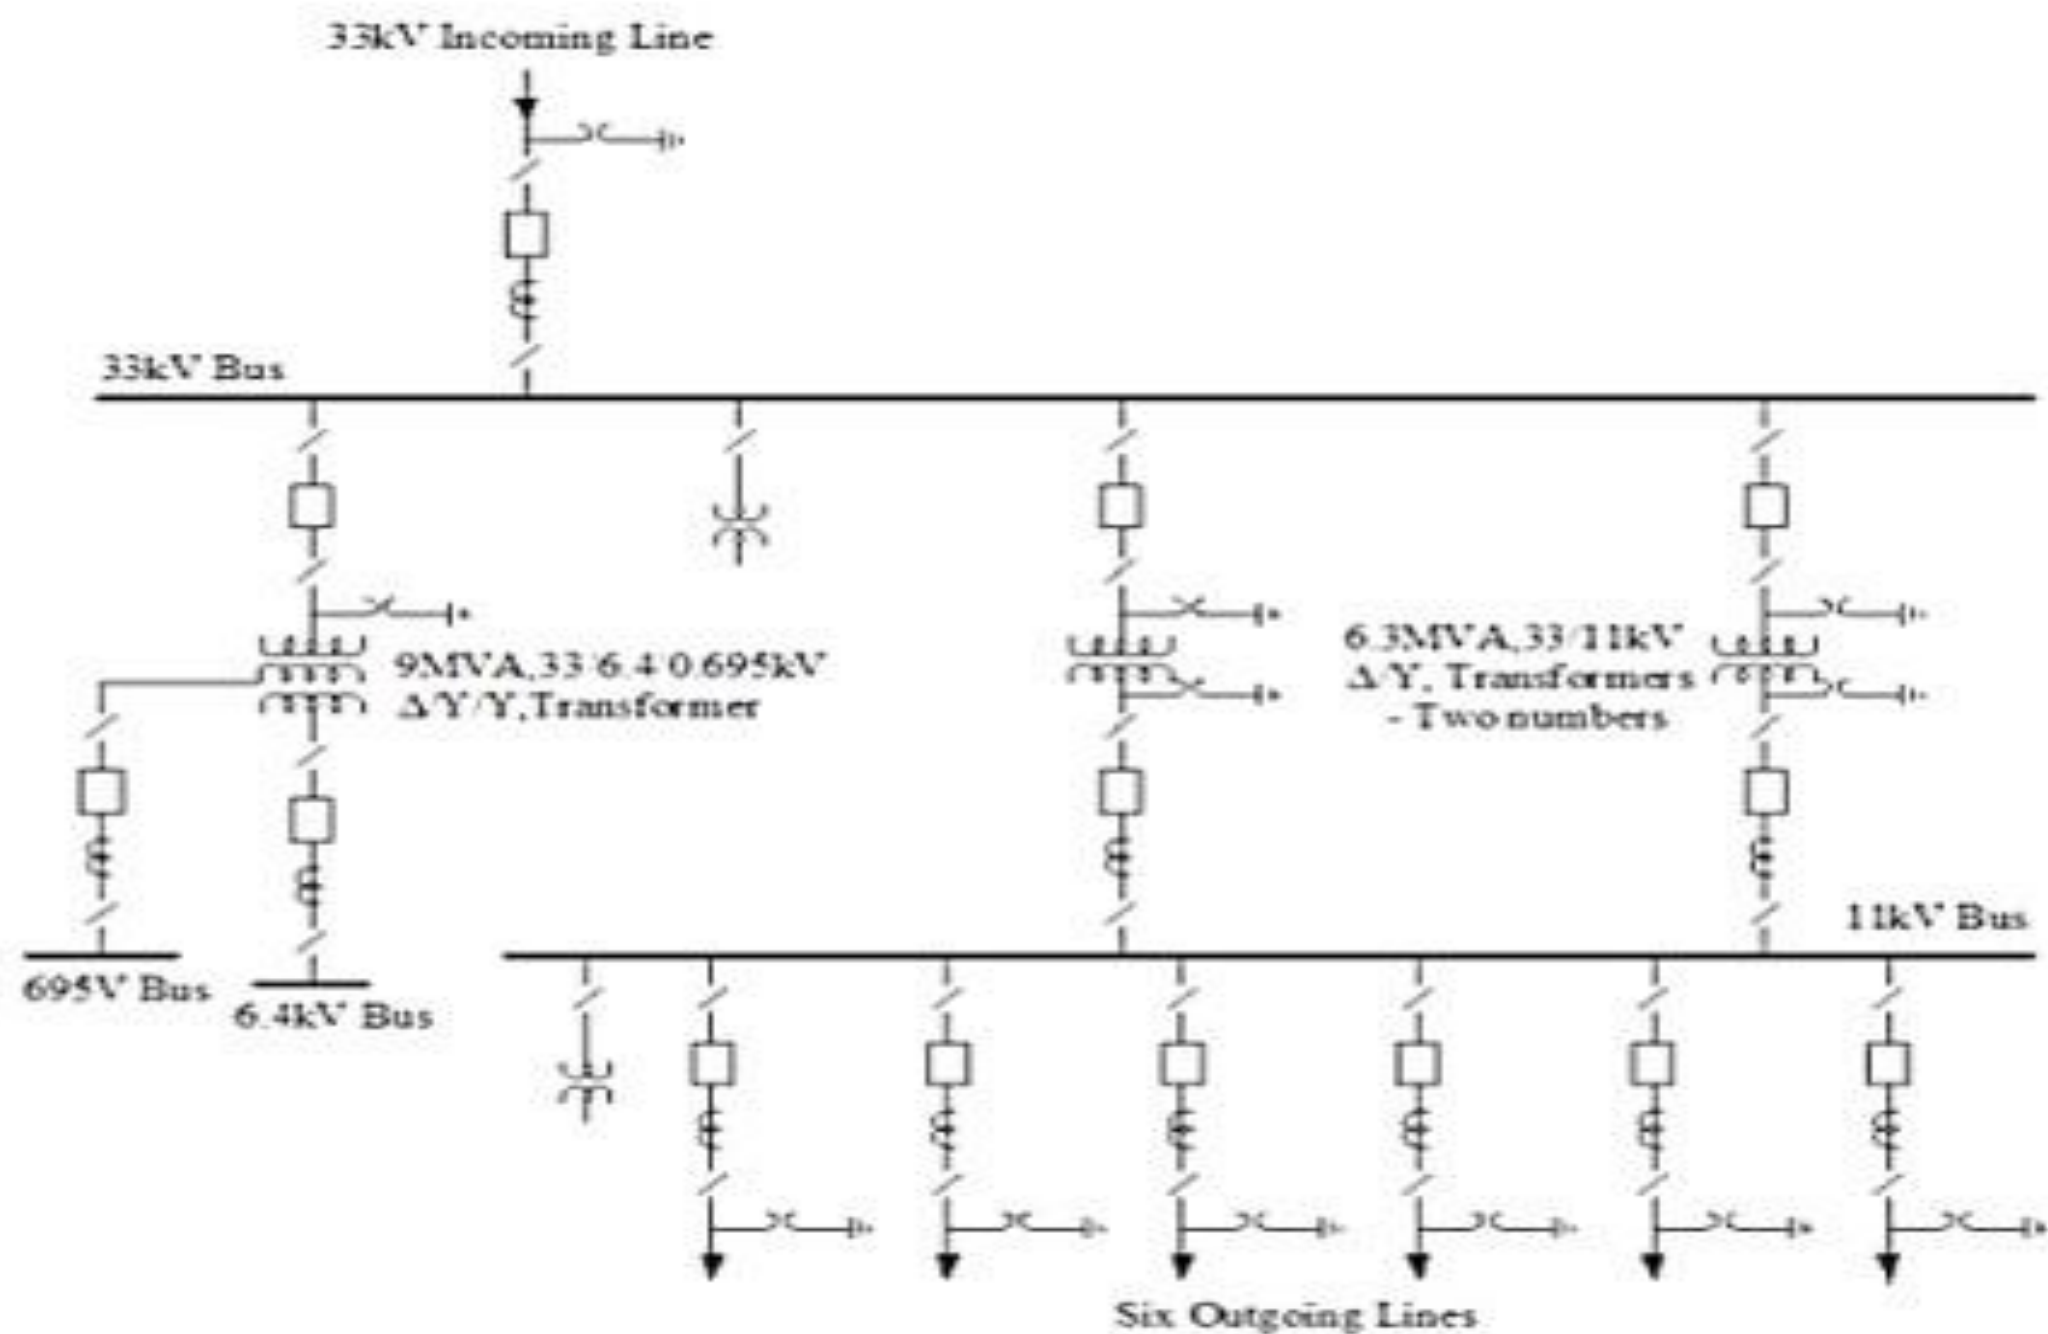 33kV Incoming Line
33kV Bus
9MVA,33/6.4/0.695kV
Δ/Y/Y,Transformer
6.3MVA,33/11kV
Δ/Y, Transformers
- Two numbers
11kV Bus
695V Bus
6.4kV Bus
Six Outgoing Lines